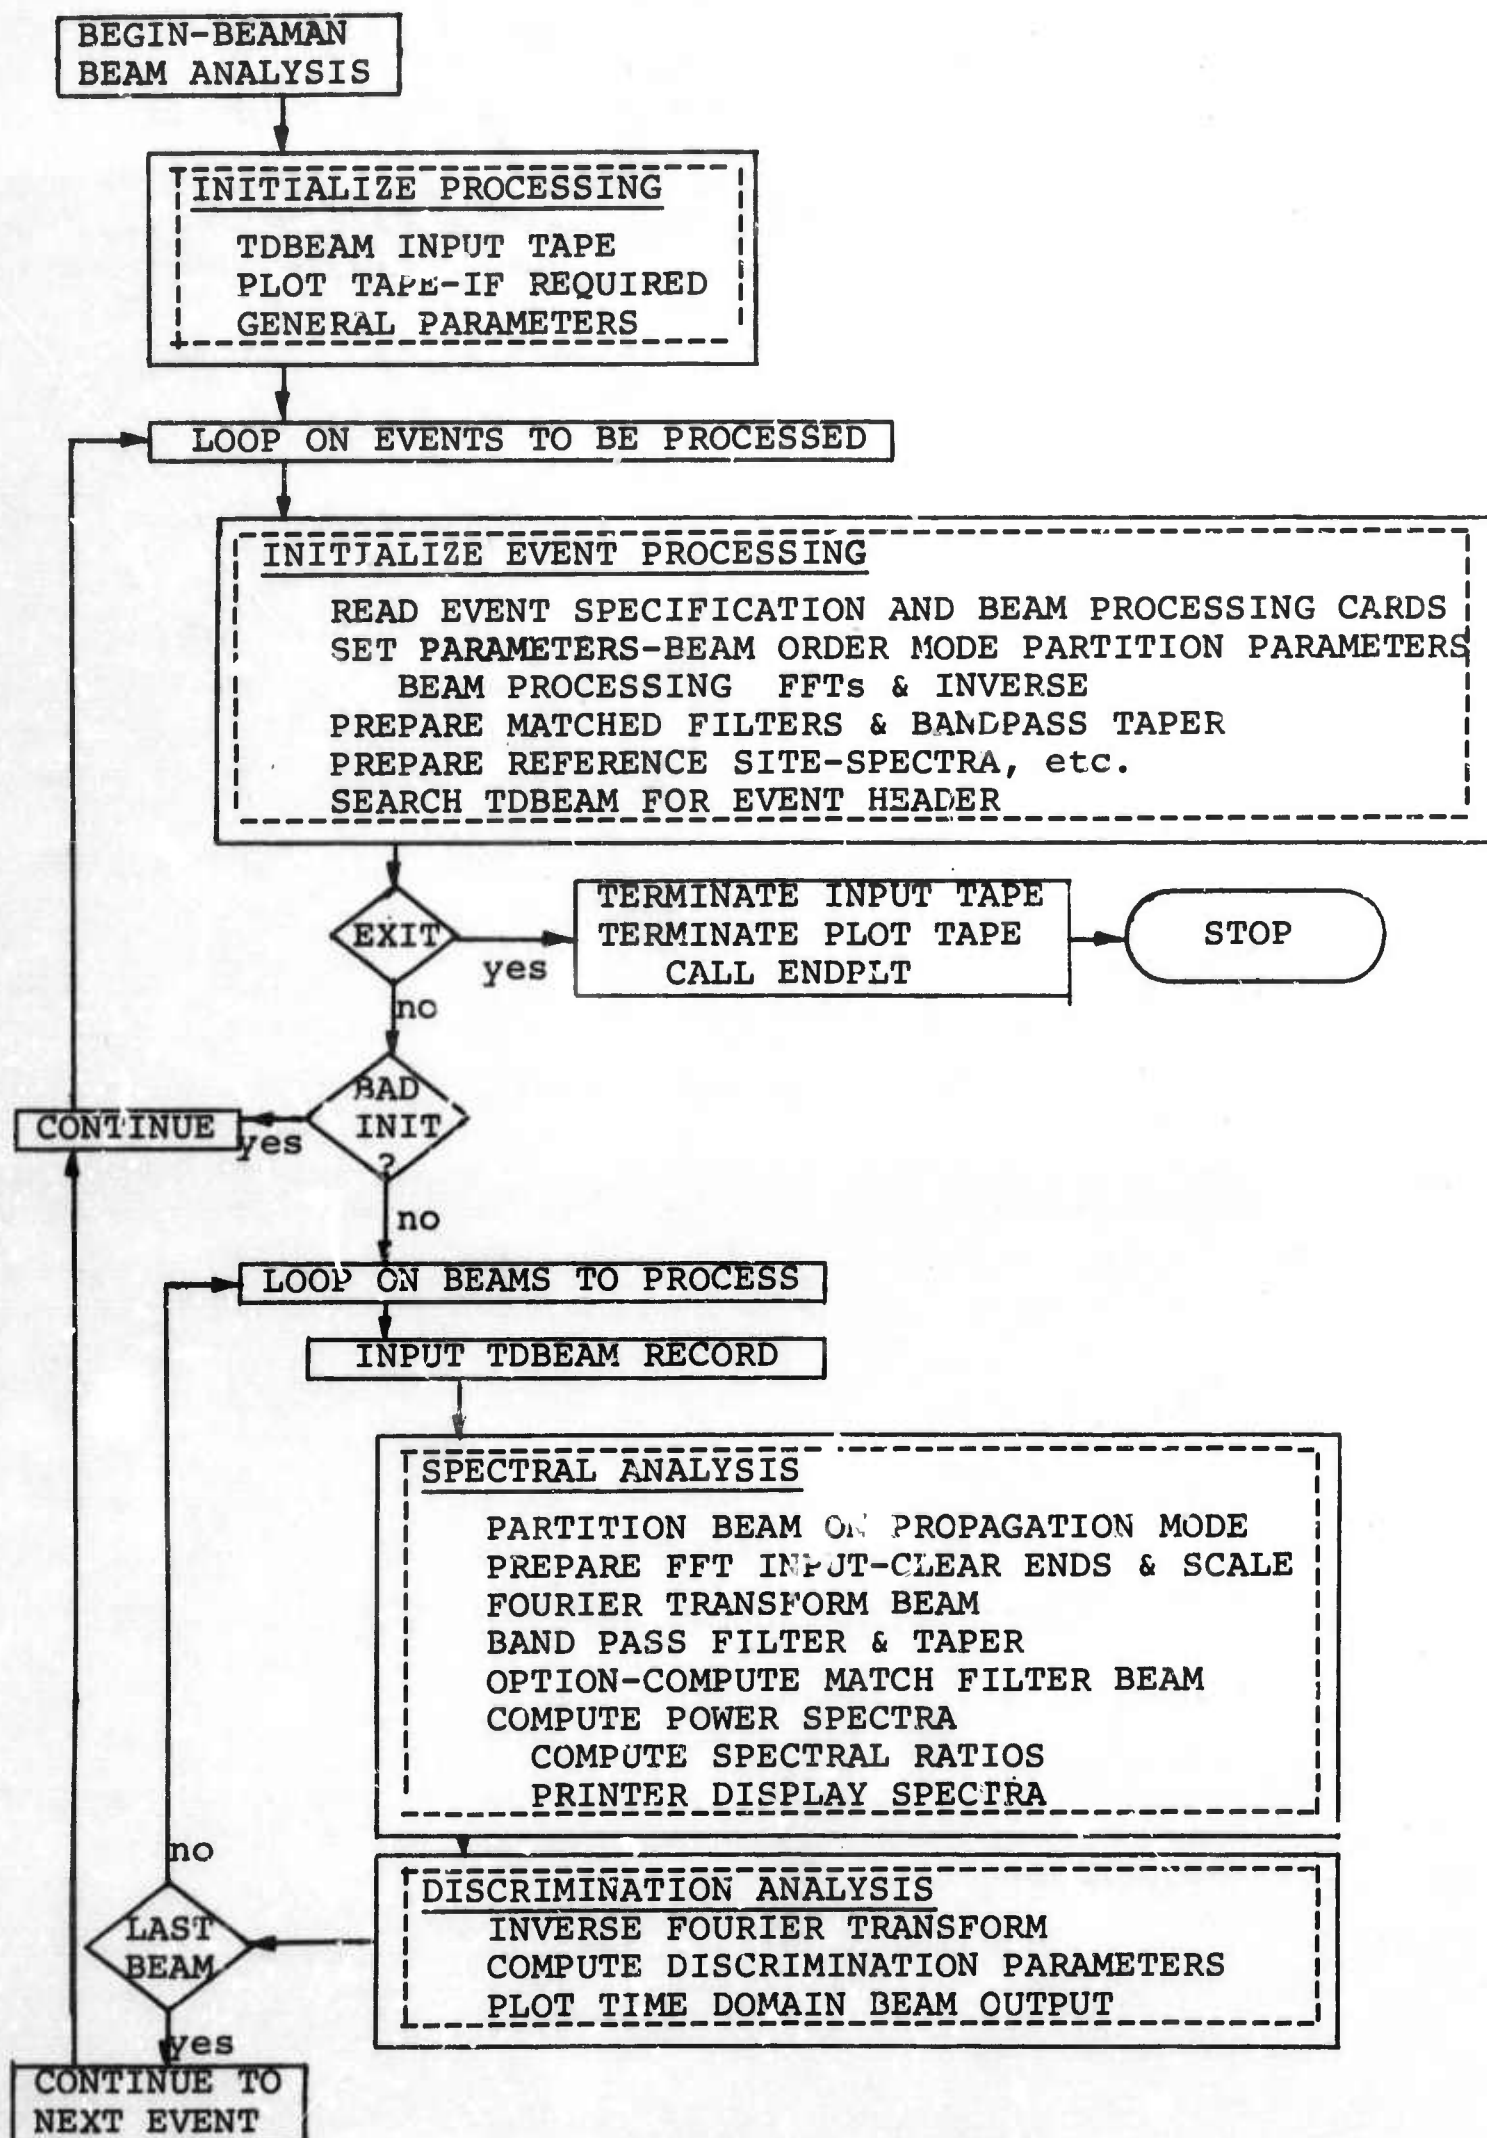 BEGIN-BEAMAN
BEAM ANALYSIS
INITIALIZE PROCESSING
TDBEAM INPUT TAPE
PLOT TAPE-IF REQUIRED
GENERAL PARAMETERS
LOOP ON EVENTS TO BE PROCESSED
INITIALIZE EVENT PROCESSING
READ EVENT SPECIFICATION AND BEAM PROCESSING CARDS
SET PARAMETERS-BEAM ORDER MODE PARTITION PARAMETERS
BEAM PROCESSING FFTs & INVERSE
PREPARE MATCHED FILTERS & BANDPASS TAPER
PREPARE REFERENCE SITE-SPECTRA, etc.
SEARCH TDBEAM FOR EVENT HEADER
EXIT
yes
TERMINATE INPUT TAPE
TERMINATE PLOT TAPE
CALL ENDPLT
STOP
no
BAD
INIT
?
yes
CONTINUE
no
LOOP ON BEAMS TO PROCESS
INPUT TDBEAM RECORD
SPECTRAL ANALYSIS
PARTITION BEAM ON PROPAGATION MODE
PREPARE FFT INPUT-CLEAR ENDS & SCALE
FOURIER TRANSFORM BEAM
BAND PASS FILTER & TAPER
OPTION-COMPUTE MATCH FILTER BEAM
COMPUTE POWER SPECTRA
COMPUTE SPECTRAL RATIOS
PRINTER DISPLAY SPECTRA
DISCRIMINATION ANALYSIS
INVERSE FOURIER TRANSFORM
COMPUTE DISCRIMINATION PARAMETERS
PLOT TIME DOMAIN BEAM OUTPUT
no
LAST
BEAM
yes
CONTINUE TO
NEXT EVENT